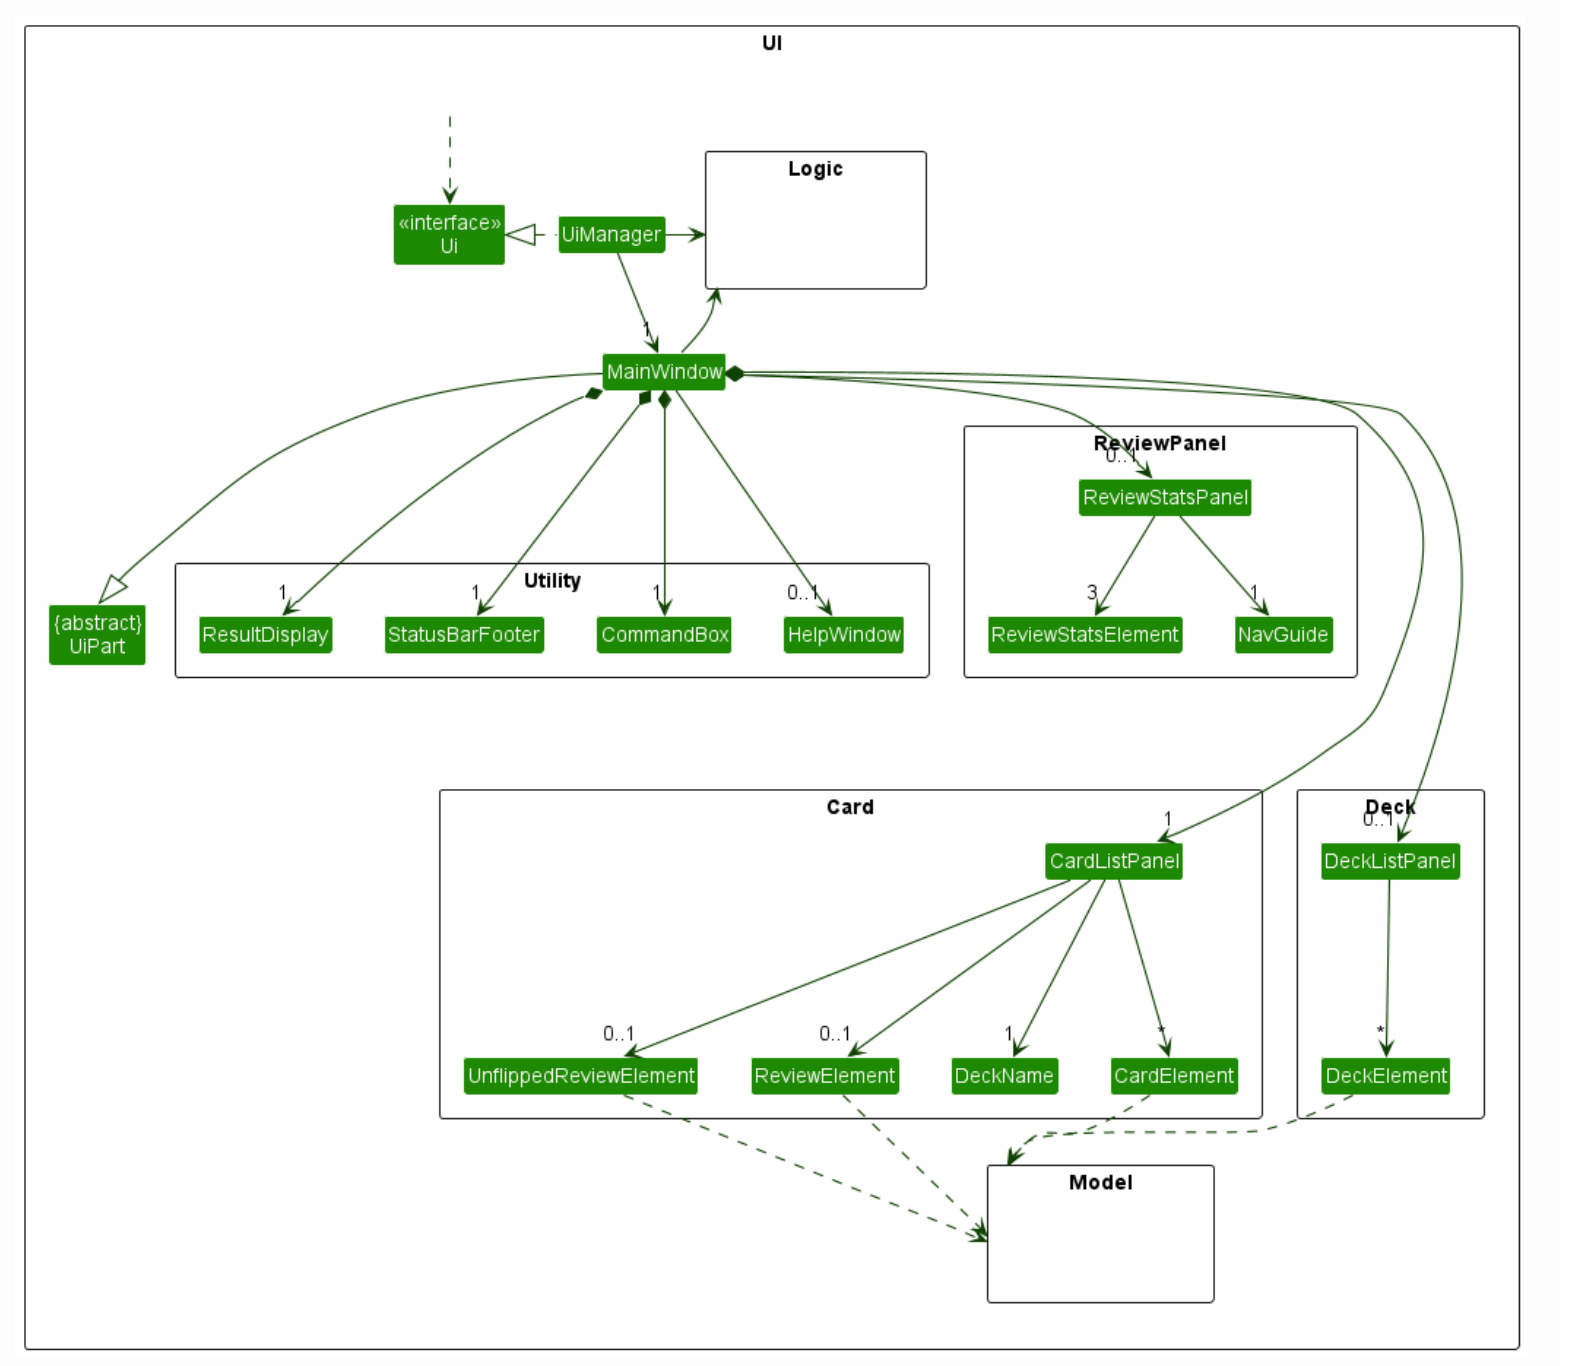 UI
Logic
«interface»
Ui
UiManager
1
MainWindow
ReviewPanel
0..1
ReviewStatsPanel
Utility
1
1
1
0..1
3
1
{abstract}
UiPart
ResultDisplay
StatusBarFooter
CommandBox
HelpWindow
ReviewStatsElement
NavGuide
Card
Deck
1
0..1
CardListPanel
DeckListPanel
0..1
0..1
1
*
*
UnflippedReviewElement
ReviewElement
DeckName
CardElement
DeckElement
Model